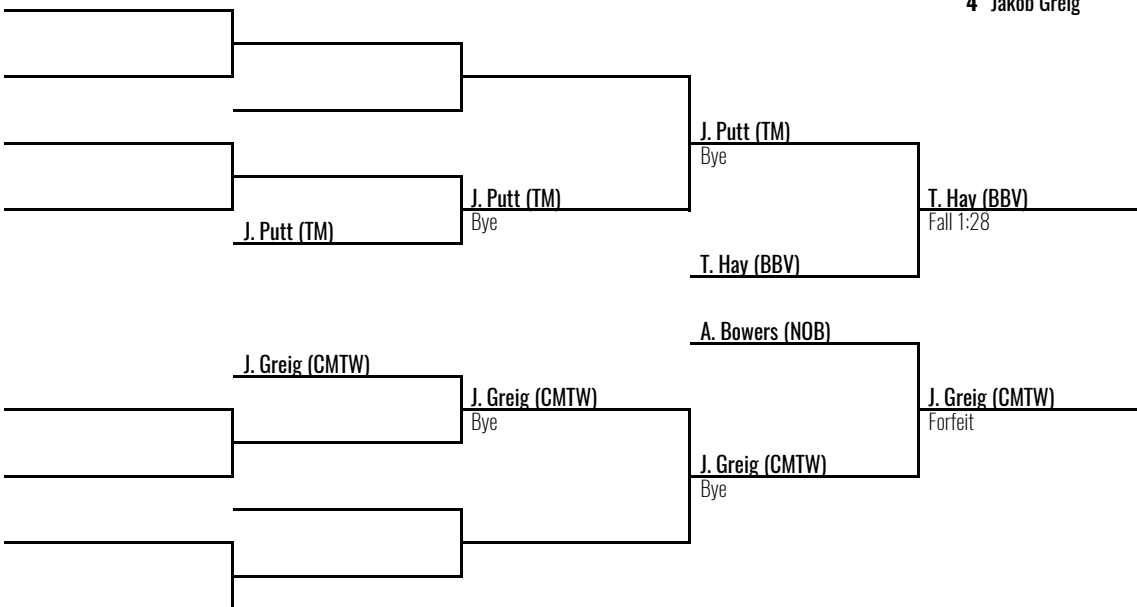 4 Jakob Greig
J. Putt (TM)
Bye
J. Putt (TM)
Bye
T. Hay (BBV)
Fall 1:28
J. Putt (TM)
T. Hay (BBV)
A. Bowers (NOB)
J. Greig (CMTW)
J. Greig (CMTW)
Bye
J. Greig (CMTW)
Forfeit
J. Greig (CMTW)
Bye